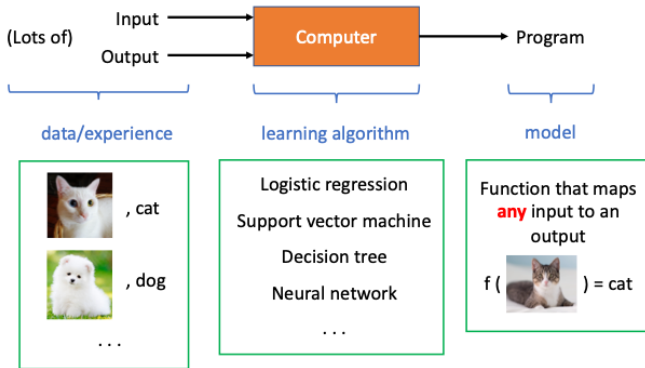 (Lots of)
Input
Output
Computer
Program
data/experience
learning algorithm
model
, cat
, dog
. . .
Logistic regression
Support vector machine
Decision tree
Neural network
. . .
Function that maps
any input to an
output
f ( ) = cat